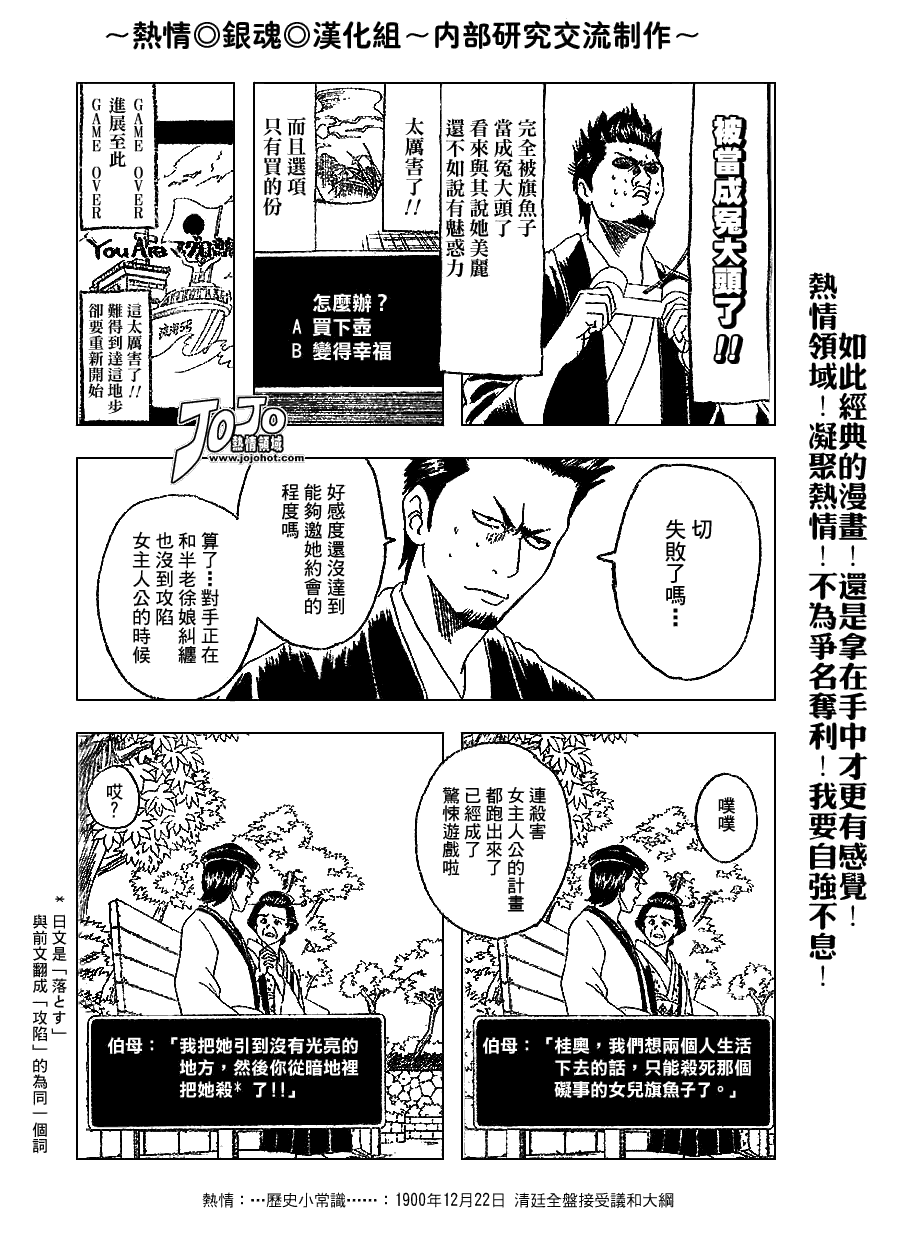 ～熱情◎銀魂◎漢化組～内部研究交流制作～
被當成冤大頭了!!
完全被旗魚子
當成冤大頭了
看來與其說她美麗
還不如說有魅惑力
太厲害了!!
而且選項
只有買的份
怎麼辦？
A 買下壺
B 變得幸福
GAME OVER
進展至此
GAME OVER
You Are
這太厲害了!!
難得到達這地步
卻要重新開始
JOJO
熱情領域
www.jojohot.com
切
失敗了嗎…
好感度還沒達到
能夠邀她約會的
程度嗎
算了…對手正在
和半老徐娘糾纏
也沒到攻陷
女主人公的時候
噗噗
連殺害
女主人公的計畫
都跑出來了
已經成了
驚悚遊戲啦
伯母：「桂奧，我們想兩個人生活
下去的話，只能殺死那個
礙事的女兒旗魚子了。」
哎？
伯母：「我把她引到沒有光亮的
地方，然後你從暗地裡
把她殺* 了!!」
* 日文是「落とす」
與前文翻成「攻陷」的為同一個詞
如此經典的漫畫！還是拿在手中才更有感覺！
熱情領域！凝聚熱情！不為爭名奪利！我要自強不息！
熱情：…歷史小常識……：1900年12月22日 清廷全盤接受議和大綱